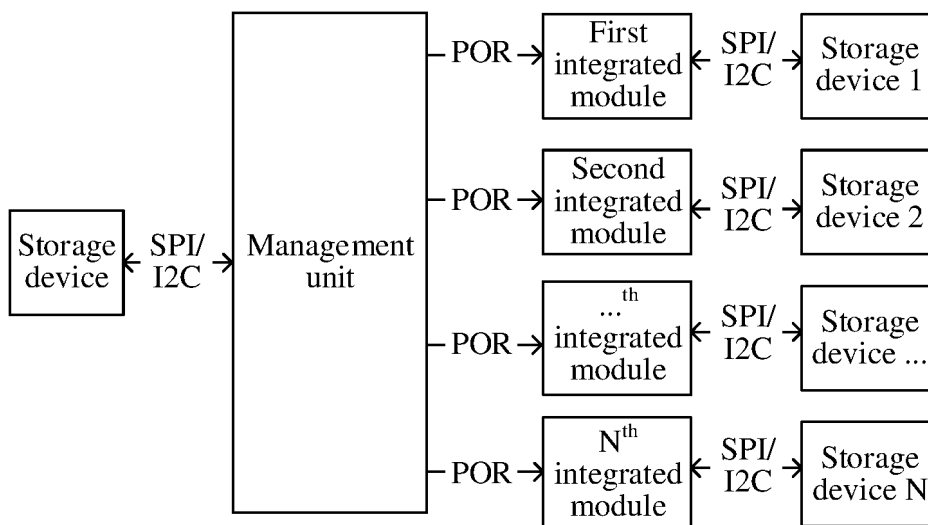 Storage
device
SPI/
I2C
Management
unit
POR
First
integrated
module
SPI/
I2C
Storage
device 1
POR
Second
integrated
module
SPI/
I2C
Storage
device 2
POR
...th
integrated
module
SPI/
I2C
Storage
device ...
POR
Nth
integrated
module
SPI/
I2C
Storage
device N